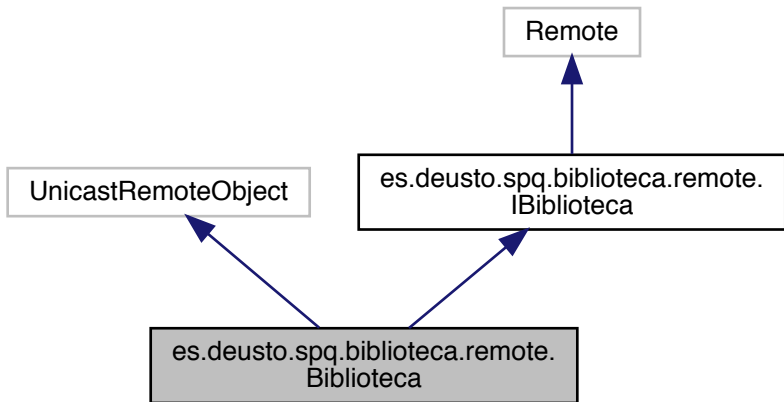 Remote
UnicastRemoteObject
es.deusto.spq.biblioteca.remote.
IBiblioteca
es.deusto.spq.biblioteca.remote.
Biblioteca